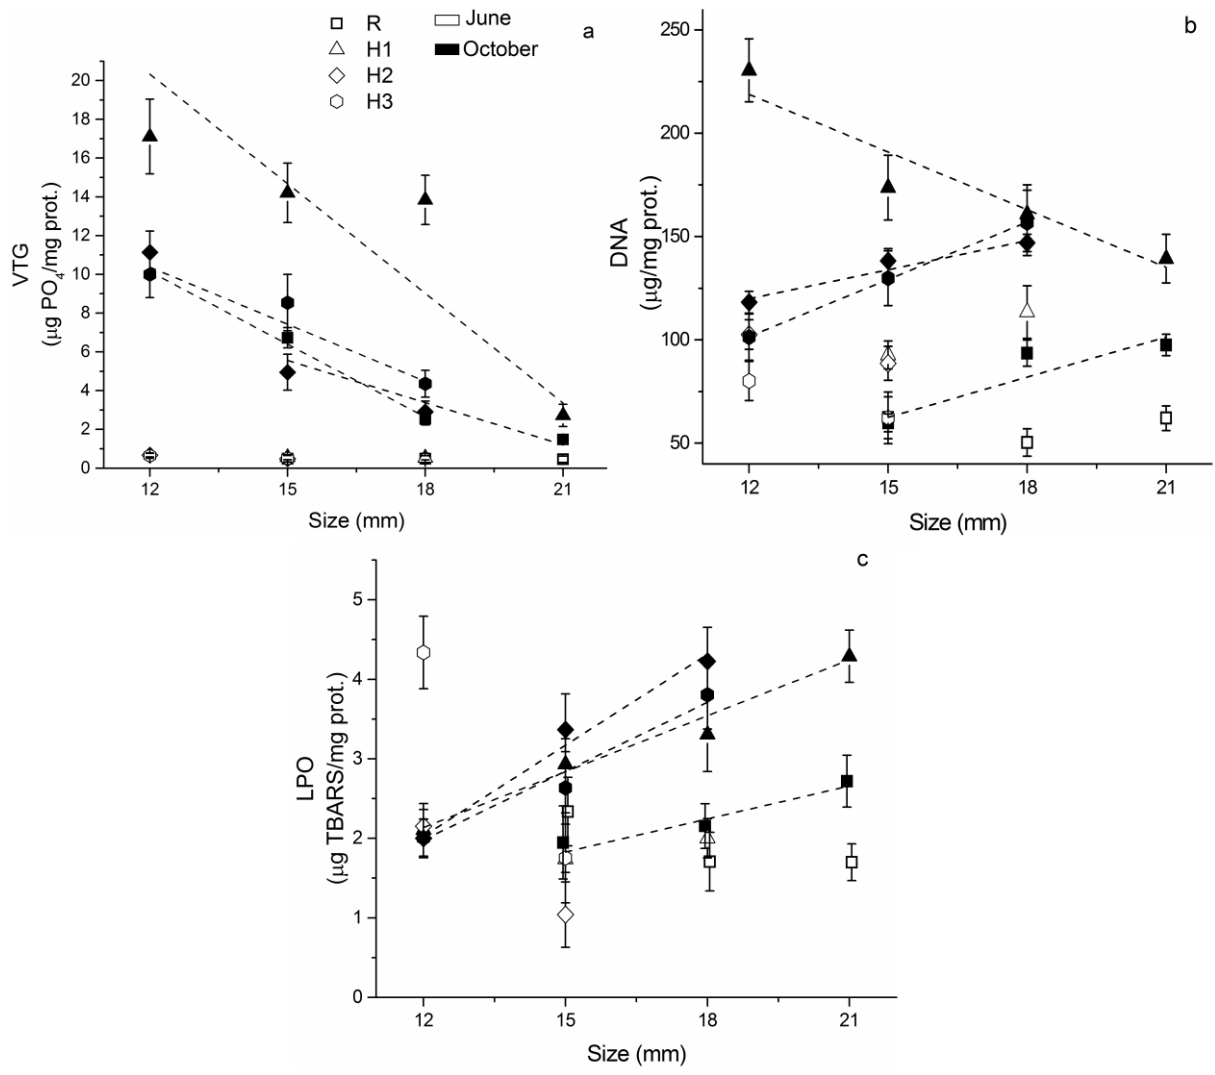 R
H1
H2
H3
June
October
a
20
18
16
14
12
10
8
6
4
2
0
VTG
(µg PO4/mg prot.)
12 15 18 21
Size (mm)
b
250
200
150
100
50
DNA
(µg/mg prot.)
12 15 18 21
Size (mm)
c
5
4
3
2
1
0
LPO
(µg TBARS/mg prot.)
12 15 18 21
Size (mm)